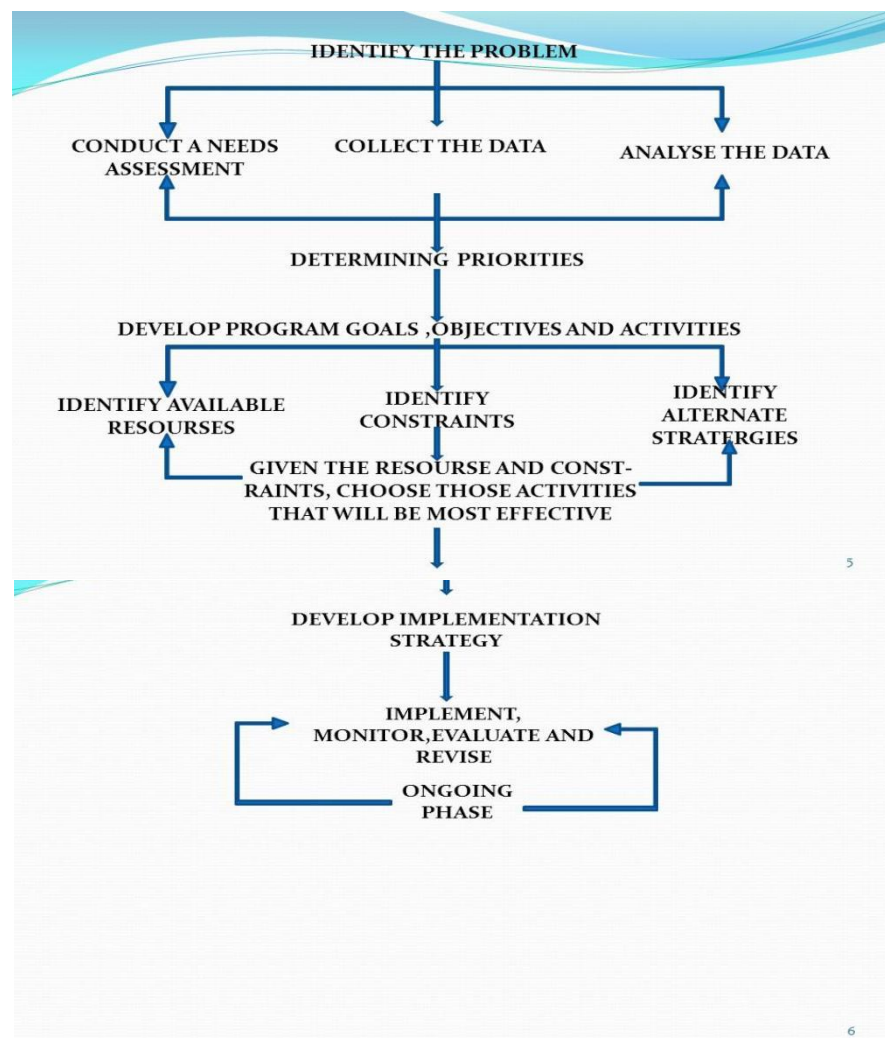 IDENTIFY THE PROBLEM
CONDUCT A NEEDS
ASSESSMENT
COLLECT THE DATA
ANALYSE THE DATA
DETERMINING PRIORITIES
DEVELOP PROGRAM GOALS ,OBJECTIVES AND ACTIVITIES
IDENTIFY AVAILABLE
RESOURSES
IDENTIFY
CONSTRAINTS
IDENTIFY
ALTERNATE
STRATERGIES
GIVEN THE RESOURSE AND CONST-
RAINTS, CHOOSE THOSE ACTIVITIES
THAT WILL BE MOST EFFECTIVE
5
DEVELOP IMPLEMENTATION
STRATEGY
IMPLEMENT,
MONITOR,EVALUATE AND
REVISE
ONGOING
PHASE
6